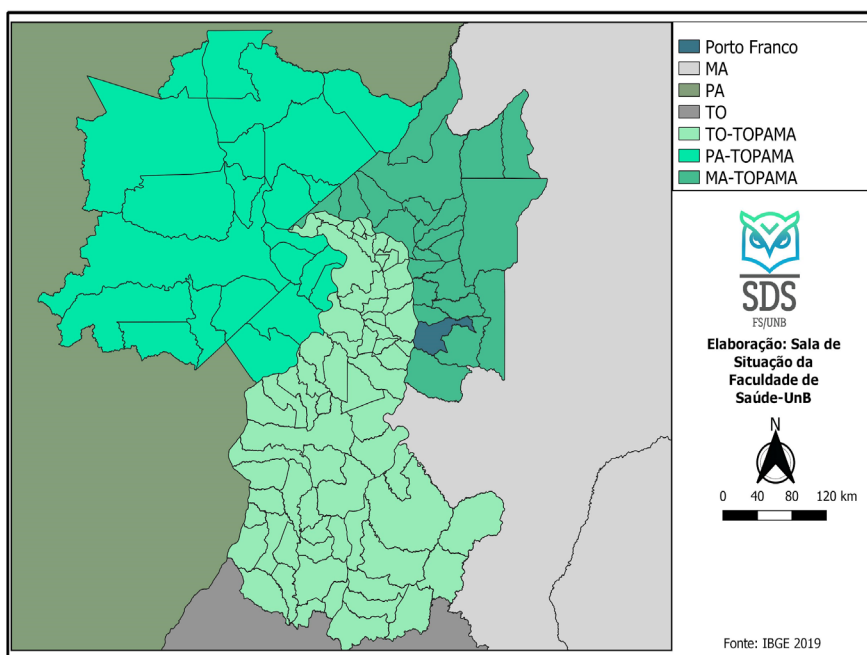 Porto Franco
MA
PA
TO
TO-TOPAMA
PA-TOPAMA
MA-TOPAMA
SDS
FS/UNB
Elaboração: Sala de
Situação da
Faculdade de
Saúde-UnB
N
0 40 80 120 km
Fonte: IBGE 2019